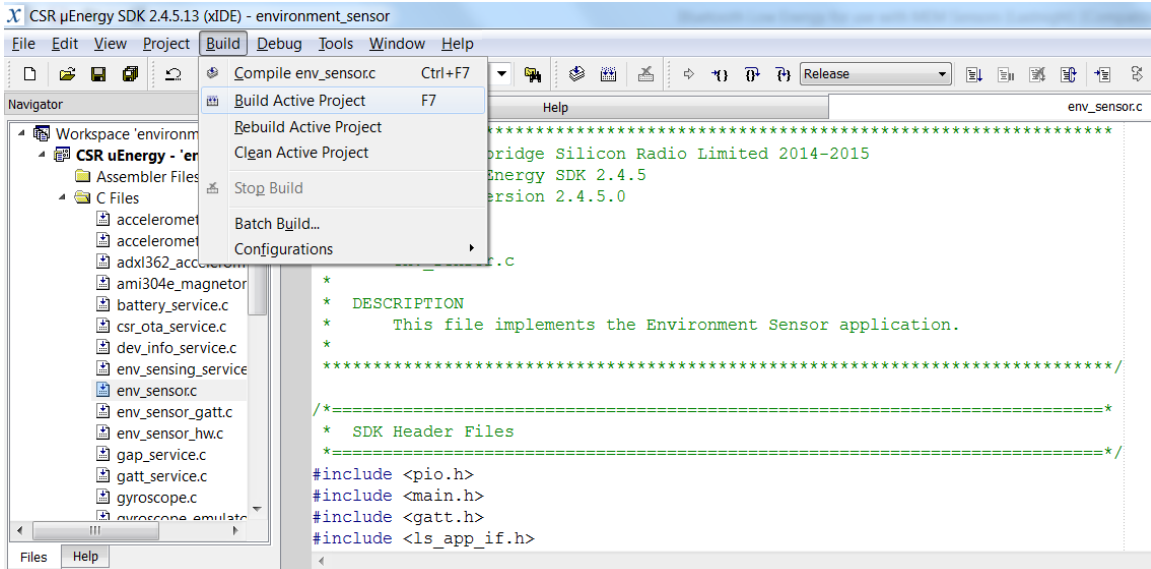 CSR µEnergy SDK 2.4.5.13 (xIDE) - environment_sensor
File Edit View Project Build Debug Tools Window Help
Release
Navigator
Help
env_sensor.c
Workspace 'environm
CSR uEnergy - 'er
Assembler Files
C Files
acceleromet
acceleromet
adxl362_accelerom
ami304e_magnetor
battery_service.c
csr_ota_service.c
dev_info_service.c
env_sensing_service
env_sensor.c
env_sensor_gatt.c
env_sensor_hw.c
gap_service.c
gatt_service.c
gyroscope.c
gyroscope_emulato
Files Help
Compile env_sensor.c Ctrl+F7
Build Active Project F7
Rebuild Active Project
Clean Active Project
Stop Build
Batch Build...
Configurations
******************************************************************************
bridge Silicon Radio Limited 2014-2015
Energy SDK 2.4.5
ersion 2.4.5.0
env_sensor.c
*
* DESCRIPTION
* This file implements the Environment Sensor application.
*
******************************************************************************/
/*============================================================================*
* SDK Header Files
*============================================================================*/
#include <pio.h>
#include <main.h>
#include <gatt.h>
#include <ls_app_if.h>